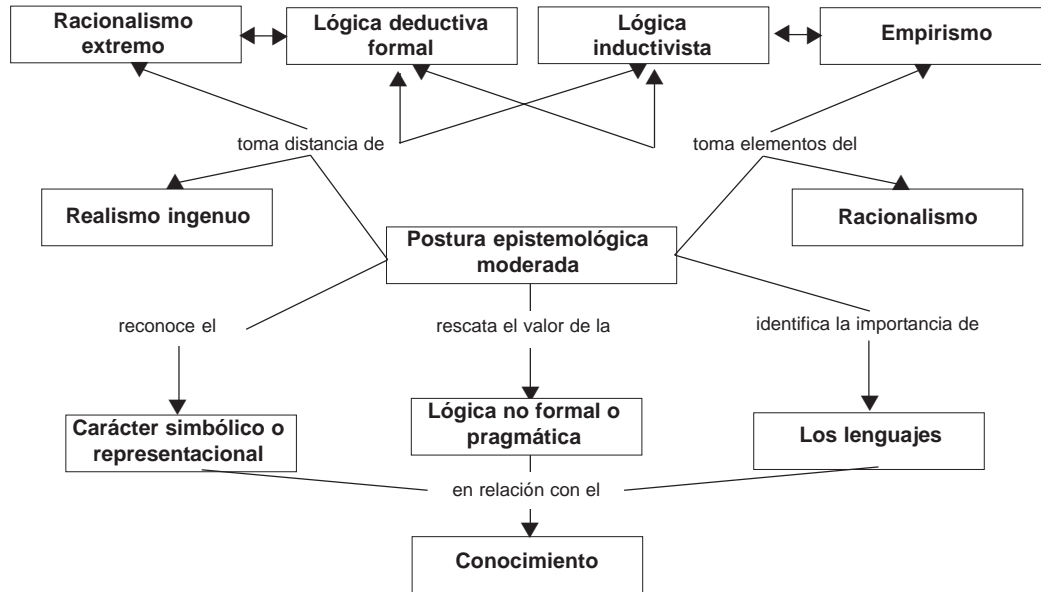 Racionalismo
extremo
Lógica deductiva
formal
Lógica
inductivista
Empirismo
toma distancia de
toma elementos del
Realismo ingenuo
Racionalismo
Postura epistemológica
moderada
reconoce el
rescata el valor de la
identifica la importancia de
Carácter simbólico o
representacional
Lógica no formal o
pragmática
Los lenguajes
en relación con el
Conocimiento